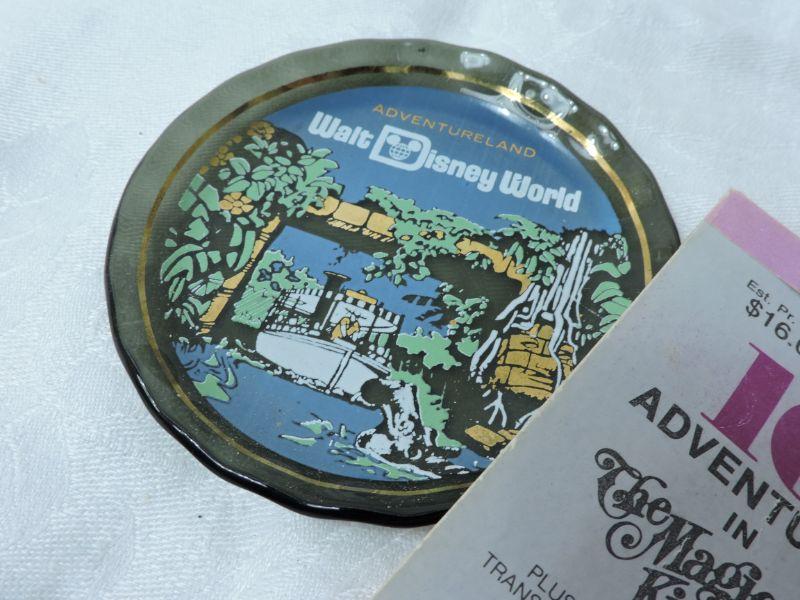 ADVENTURELAND
Walt Disney World
Est. Pr
$16.
ADVENTU
IN
The Magic
PLUS
TRANS